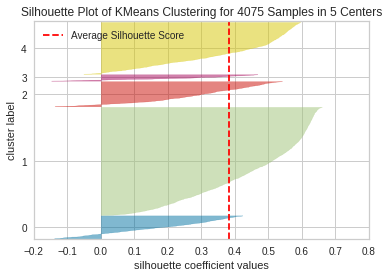 Silhouette Plot of KMeans Clustering for 4075 Samples in 5 Centers
Average Silhouette Score
4
3
2
1
0
cluster label
−0.2 −0.1 0.0 0.1 0.2 0.3 0.4 0.5 0.6 0.7 0.8
silhouette coefficient values